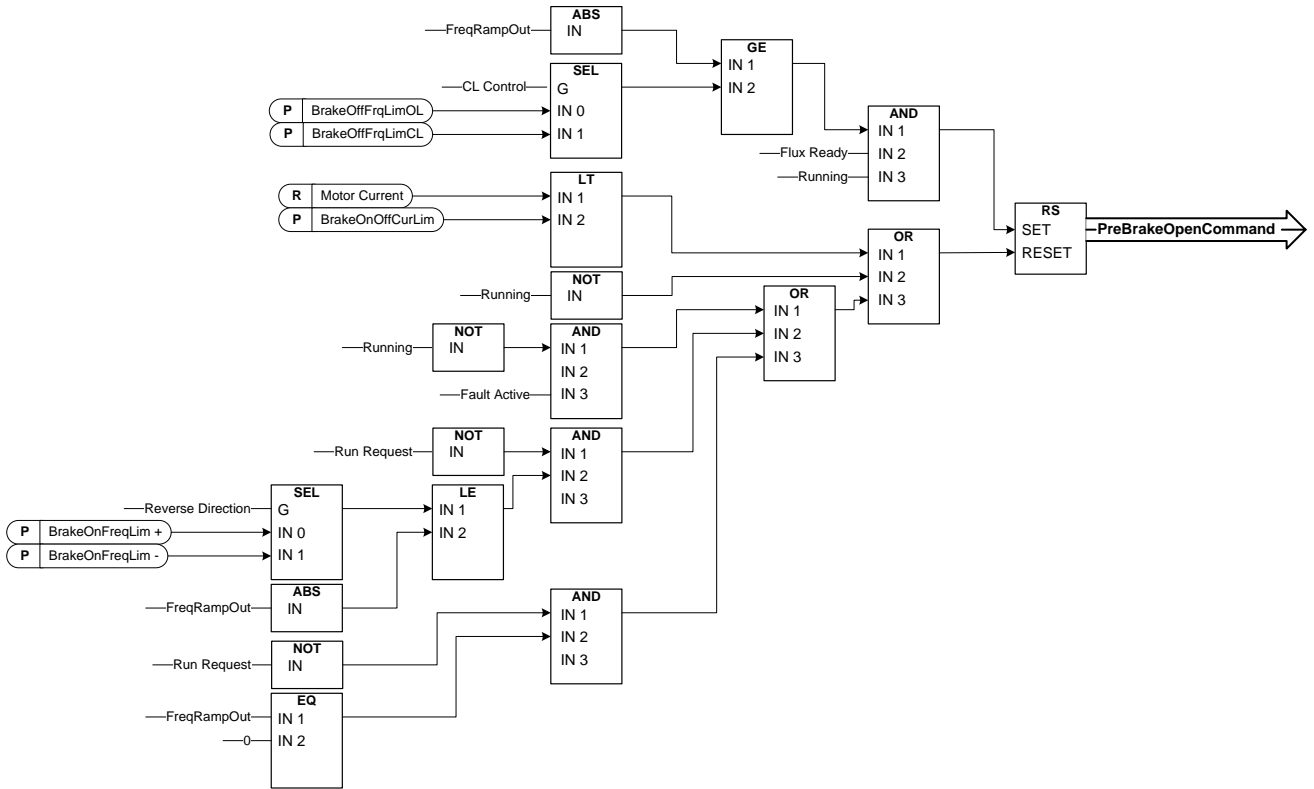 ABS
FreqRampOut
IN
GE
IN 1
IN 2
SEL
CL Control
G
P BrakeOffFrqLimOL
IN 0
P BrakeOffFrqLimCL
IN 1
AND
IN 1
Flux Ready
IN 2
Running
IN 3
LT
R Motor Current
IN 1
P BrakeOnOffCurLim
IN 2
RS
SET
RESET
PreBrakeOpenCommand
OR
IN 1
IN 2
IN 3
NOT
Running
IN
OR
IN 1
IN 2
IN 3
NOT
Running
IN
AND
IN 1
IN 2
Fault Active
IN 3
NOT
Run Request
IN
AND
IN 1
IN 2
IN 3
SEL
Reverse Direction
G
P BrakeOnFreqLim +
IN 0
P BrakeOnFreqLim -
IN 1
LE
IN 1
IN 2
ABS
FreqRampOut
IN
AND
IN 1
IN 2
IN 3
NOT
Run Request
IN
EQ
FreqRampOut
IN 1
0
IN 2